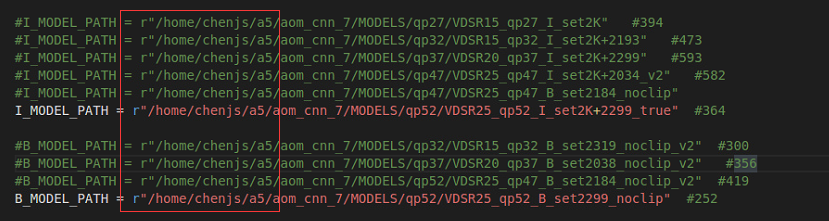 #I_MODEL_PATH = r"/home/chenjs/a5/aom_cnn_7/MODELS/qp27/VDSR15_qp27_I_set2K"   #394
#I_MODEL_PATH = r"/home/chenjs/a5/aom_cnn_7/MODELS/qp32/VDSR15_qp32_I_set2K+2193"   #473
#I_MODEL_PATH = r"/home/chenjs/a5/aom_cnn_7/MODELS/qp37/VDSR20_qp37_I_set2K+2299"   #593
#I_MODEL_PATH = r"/home/chenjs/a5/aom_cnn_7/MODELS/qp47/VDSR25_qp47_I_set2K+2034_v2"   #582
#I_MODEL_PATH = r"/home/chenjs/a5/aom_cnn_7/MODELS/qp47/VDSR25_qp47_B_set2184_noclip"
I_MODEL_PATH = r"/home/chenjs/a5/aom_cnn_7/MODELS/qp52/VDSR25_qp52_I_set2K+2299_true"  #364
#B_MODEL_PATH = r"/home/chenjs/a5/aom_cnn_7/MODELS/qp32/VDSR15_qp32_B_set2319_noclip_v2"  #300
#B_MODEL_PATH = r"/home/chenjs/a5/aom_cnn_7/MODELS/qp37/VDSR20_qp37_B_set2038_noclip_v2"   #356
#B_MODEL_PATH = r"/home/chenjs/a5/aom_cnn_7/MODELS/qp52/VDSR25_qp47_B_set2184_noclip_v2"  #419
B_MODEL_PATH = r"/home/chenjs/a5/aom_cnn_7/MODELS/qp52/VDSR25_qp52_B_set2299_noclip"  #252